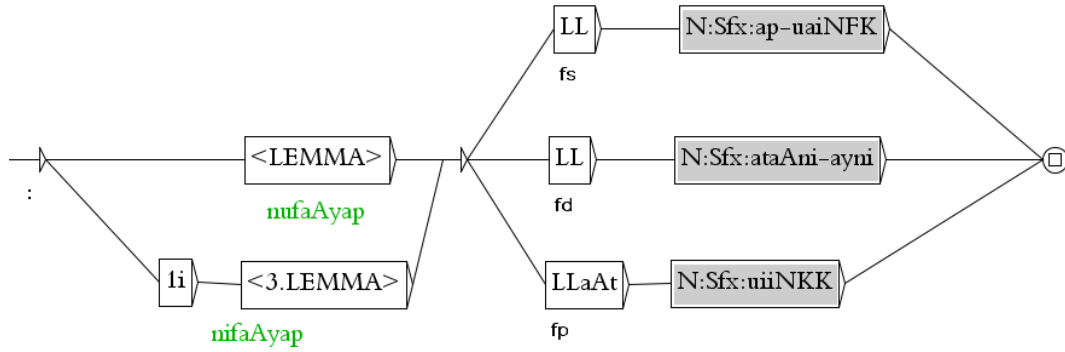 LL N:Sfx:ap-uaiNFK
fs
<LEMMA> LL N:Sfx:ataAni-ayni
: nufaAyap fd
1i <3.LEMMA> LLaAt N:Sfx:uiiNKK
nifaAyap fp